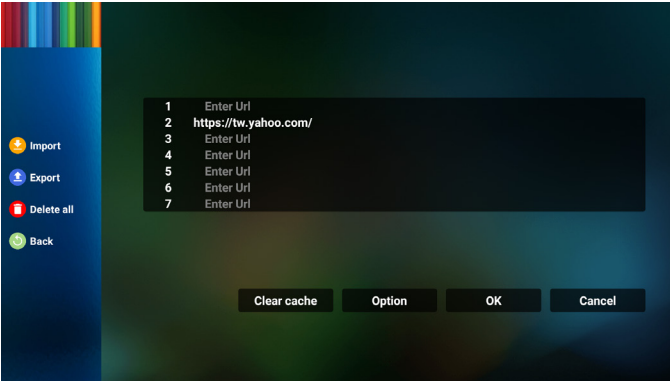 Import
Export
Delete all
Back
1 Enter Url
2 https://tw.yahoo.com/
3 Enter Url
4 Enter Url
5 Enter Url
6 Enter Url
7 Enter Url
Clear cache Option OK Cancel